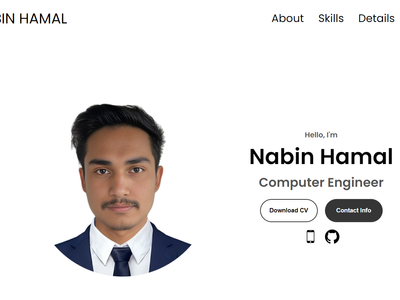 BIN HAMAL
About Skills Details
Hello, I'm
Nabin Hamal
Computer Engineer
Download CV Contact Info